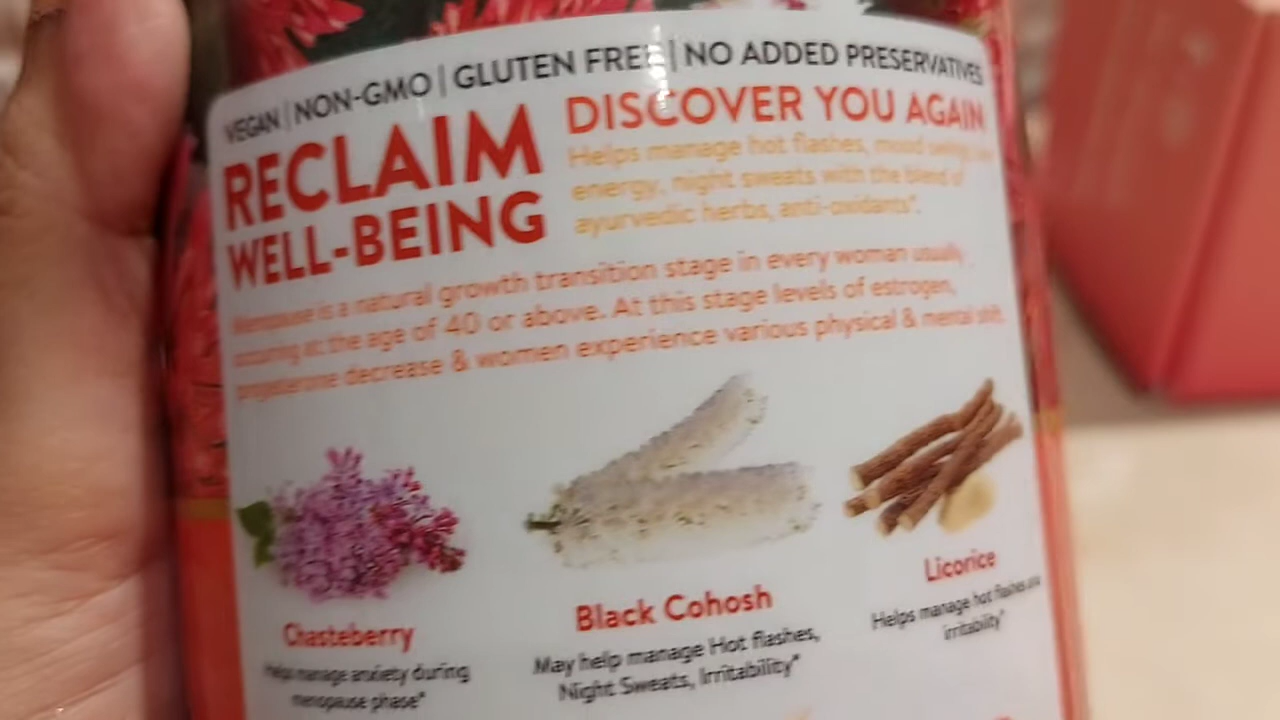 VEGAN | NON-GMO | GLUTEN FREE | NO ADDED PRESERVATIVES
RECLAIM
WELL-BEING
DISCOVER YOU AGAIN
Helps manage hot flashes, mood
energy, night sweats with the blend of
ayurvedic herbs, anti-oxidants*.
Menopause is a natural growth transition stage in every woman usually
occuring at the age of 40 or above. At this stage levels of estrogen,
progesterone decrease & women experience various physical & mental shift.
Chasteberry
Helps manage anxiety during
menopause phase*
Black Cohosh
May help manage Hot flashes,
Night Sweats, Irritability*
Licorice
Helps manage hot flashes
irritability*